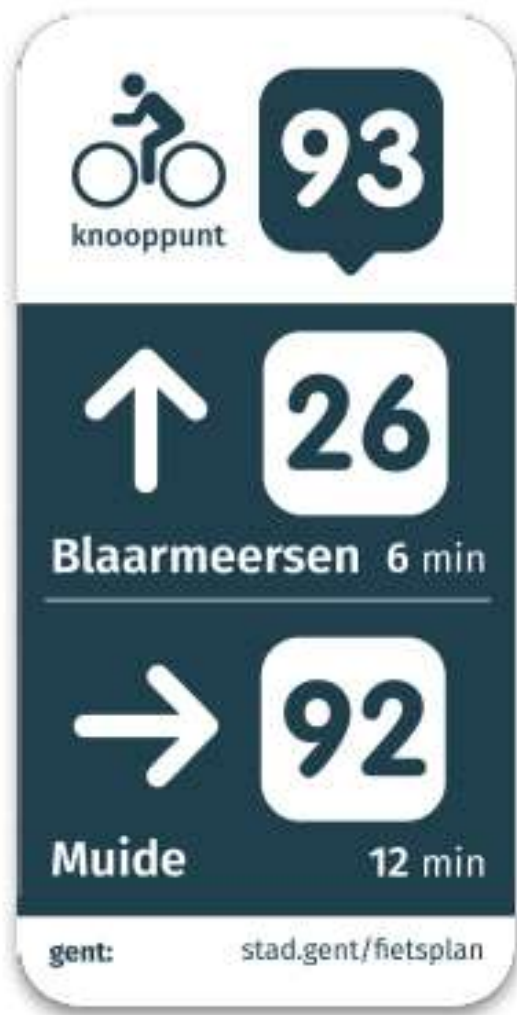 93
knooppunt
26
Blaarmeersen 6 min
92
Muide 12 min
gent: stad.gent/fietsplan